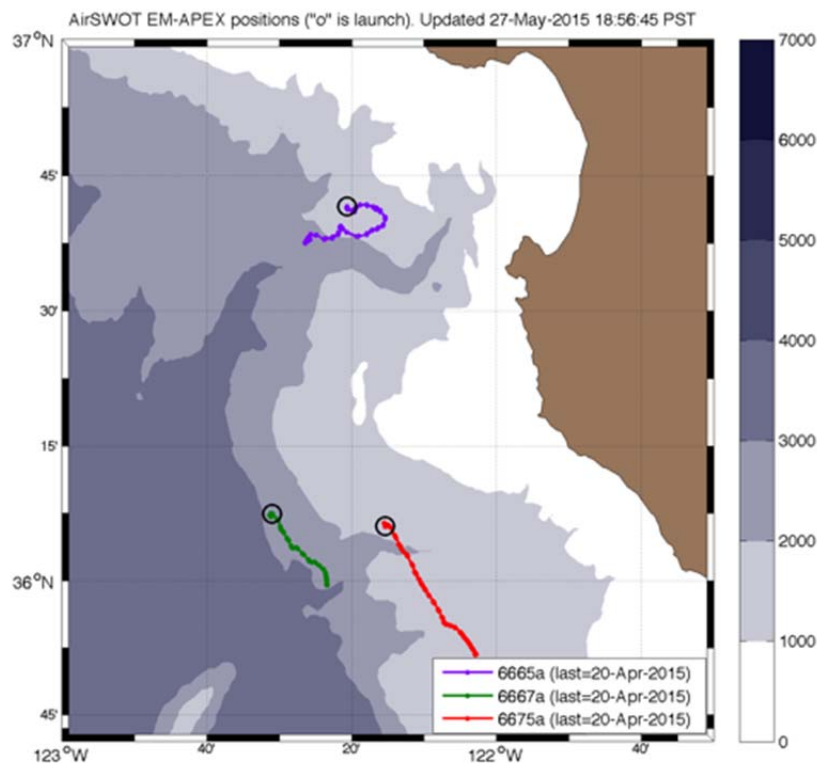 AirSWOT EM-APEX positions ("o" is launch). Updated 27-May-2015 18:56:45 PST
37°N
45'
30'
15'
36°N
45'
123°W
40'
20'
122°W
40'
7000
6000
5000
4000
3000
2000
1000
0
6665a (last=20-Apr-2015)
6667a (last=20-Apr-2015)
6675a (last=20-Apr-2015)